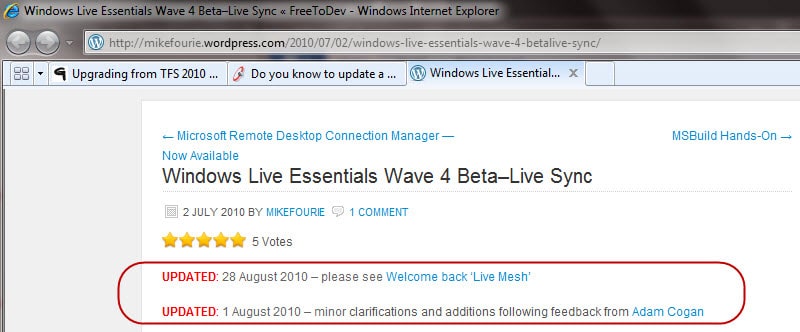 Windows Live Essentials Wave 4 Beta–Live Sync « FreeToDev - Windows Internet Explorer
http://mikefourie.wordpress.com/2010/07/02/windows-live-essentials-wave-4-betalive-sync/
Upgrading from TFS 2010 ... Do you know to update a ... Windows Live Essential... X
← Microsoft Remote Desktop Connection Manager — MSBuild Hands-On →
Now Available
Windows Live Essentials Wave 4 Beta–Live Sync
2 JULY 2010 BY MIKEFOURIE 1 COMMENT
5 Votes
UPDATED: 28 August 2010 – please see Welcome back ‘Live Mesh’
UPDATED: 1 August 2010 – minor clarifications and additions following feedback from Adam Cogan